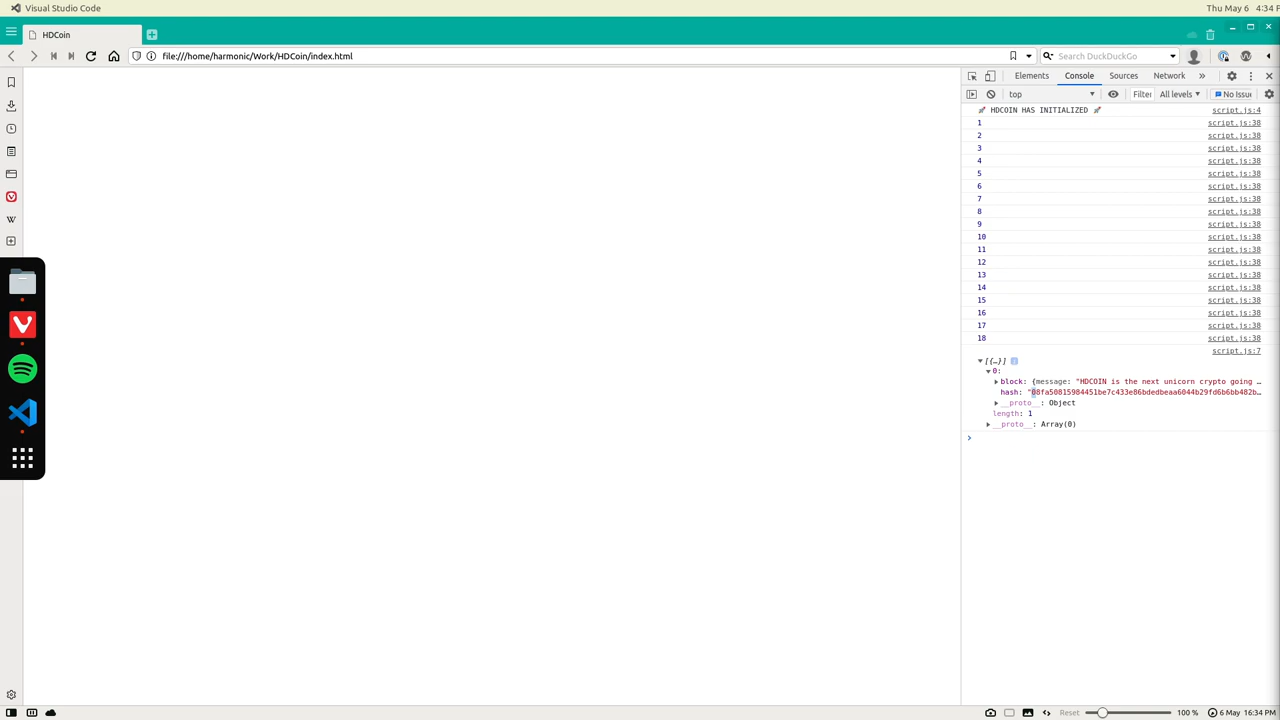 Visual Studio Code
Thu May 6 4:34 P
HDCoin
file:///home/harmonic/Work/HDCoin/index.html
Search DuckDuckGo
Elements Console Sources Network »
top
Filter
All levels
No Issue
🚀 HDCOIN HAS INITIALIZED 🚀 script.js:4
1 script.js:38
2 script.js:38
3 script.js:38
4 script.js:38
5 script.js:38
6 script.js:38
7 script.js:38
8 script.js:38
9 script.js:38
10 script.js:38
11 script.js:38
12 script.js:38
13 script.js:38
14 script.js:38
15 script.js:38
16 script.js:38
17 script.js:38
18 script.js:38
script.js:7
[{…}]
0:
block: {message: "HDCOIN is the next unicorn crypto going …
hash: "08fa50815984451be7c433e86bdedbeaa6044b29fd6b6bb482b…
__proto__: Object
length: 1
__proto__: Array(0)
Reset
100 %
6 May 16:34 PM